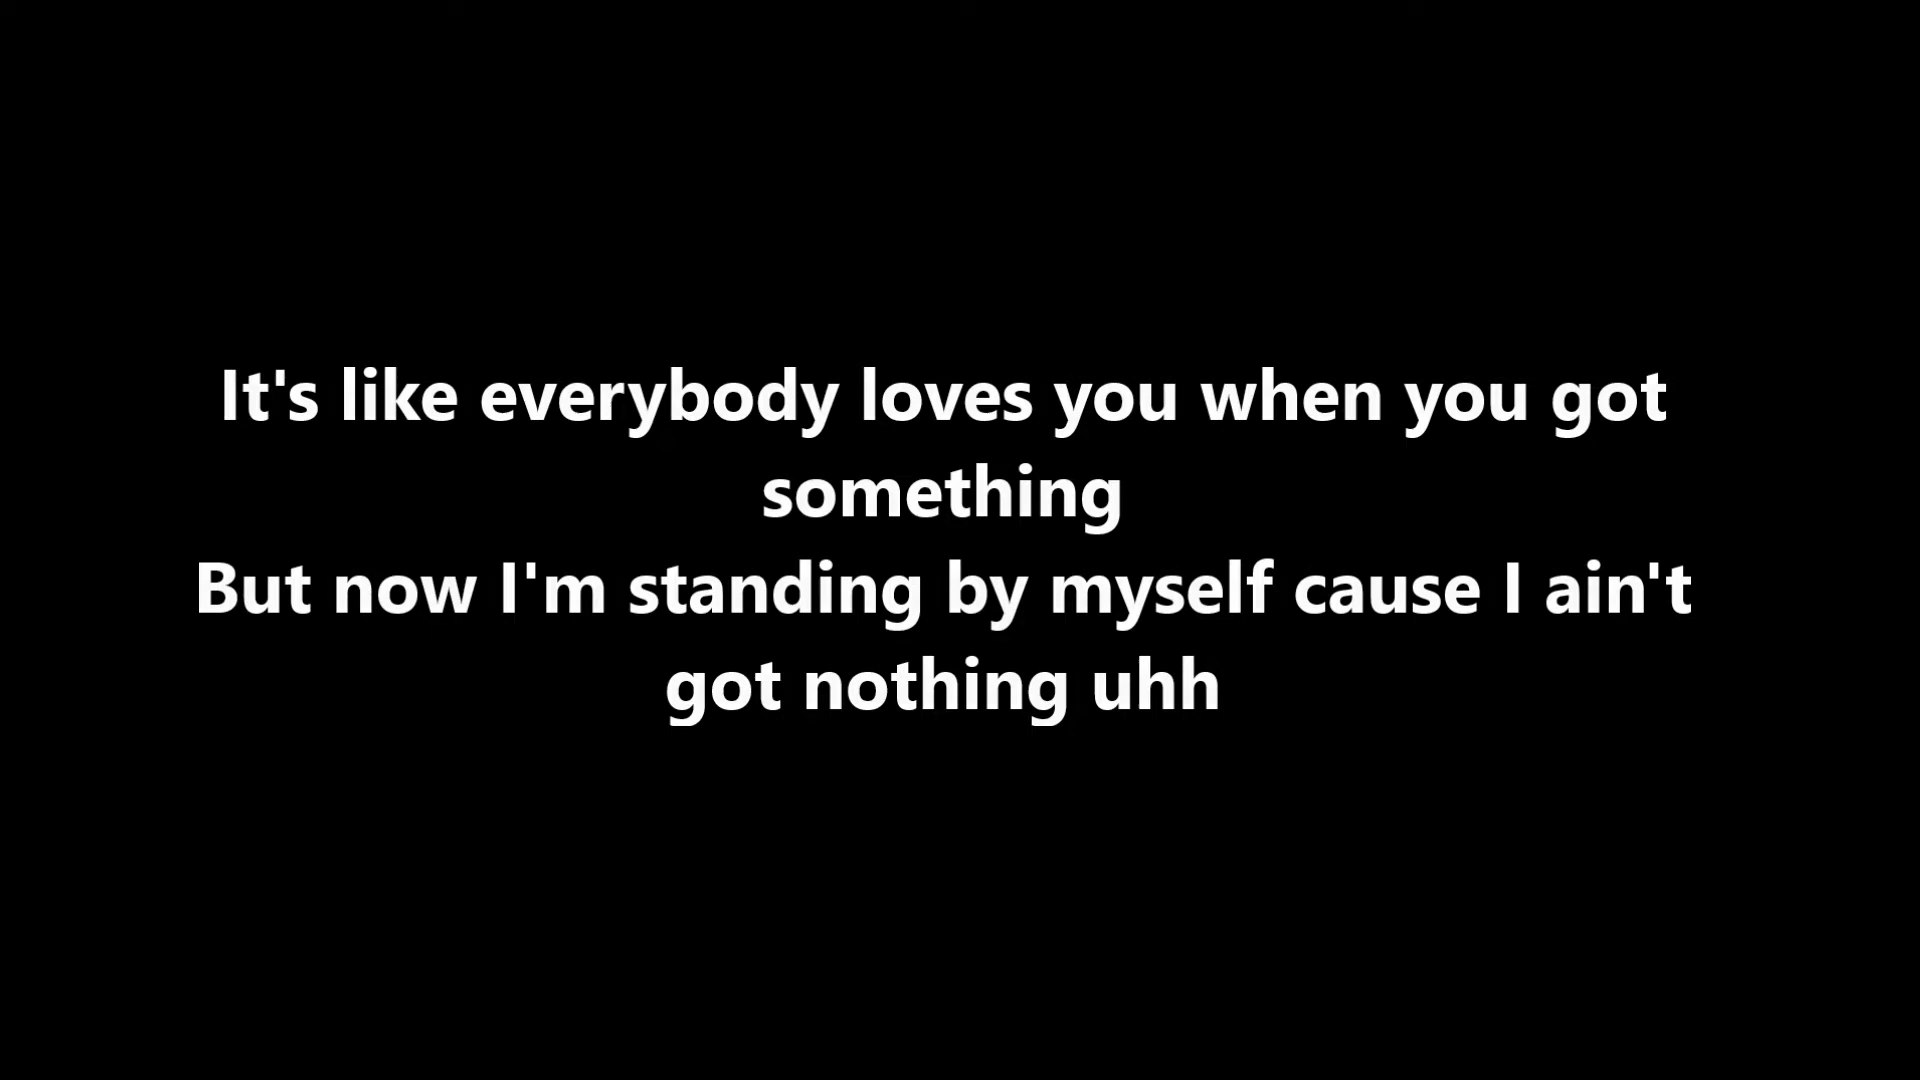 It's like everybody loves you when you got
something
But now I'm standing by myself cause I ain't
got nothing uhh